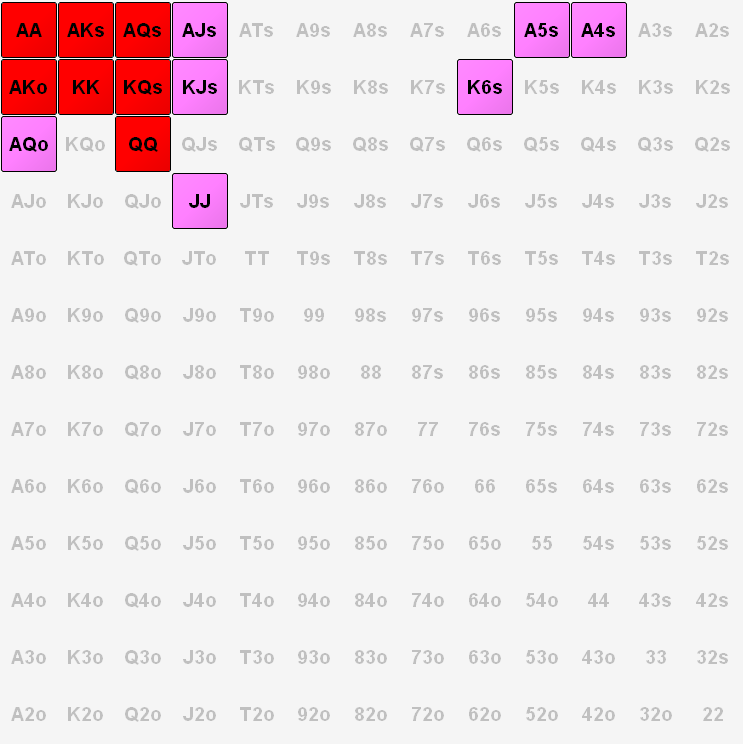 AA AKs AQs AJs ATs A9s A8s A7s A6s A5s A4s A3s A2s
AKo KK KQs KJs KTs K9s K8s K7s K6s K5s K4s K3s K2s
AQo KQo QQ QJs QTs Q9s Q8s Q7s Q6s Q5s Q4s Q3s Q2s
AJo KJo QJo JJ JTs J9s J8s J7s J6s J5s J4s J3s J2s
ATo KTo QTo JTo TT T9s T8s T7s T6s T5s T4s T3s T2s
A9o K9o Q9o J9o T9o 99 98s 97s 96s 95s 94s 93s 92s
A8o K8o Q8o J8o T8o 98o 88 87s 86s 85s 84s 83s 82s
A7o K7o Q7o J7o T7o 97o 87o 77 76s 75s 74s 73s 72s
A6o K6o Q6o J6o T6o 96o 86o 76o 66 65s 64s 63s 62s
A5o K5o Q5o J5o T5o 95o 85o 75o 65o 55 54s 53s 52s
A4o K4o Q4o J4o T4o 94o 84o 74o 64o 54o 44 43s 42s
A3o K3o Q3o J3o T3o 93o 83o 73o 63o 53o 43o 33 32s
A2o K2o Q2o J2o T2o 92o 82o 72o 62o 52o 42o 32o 22